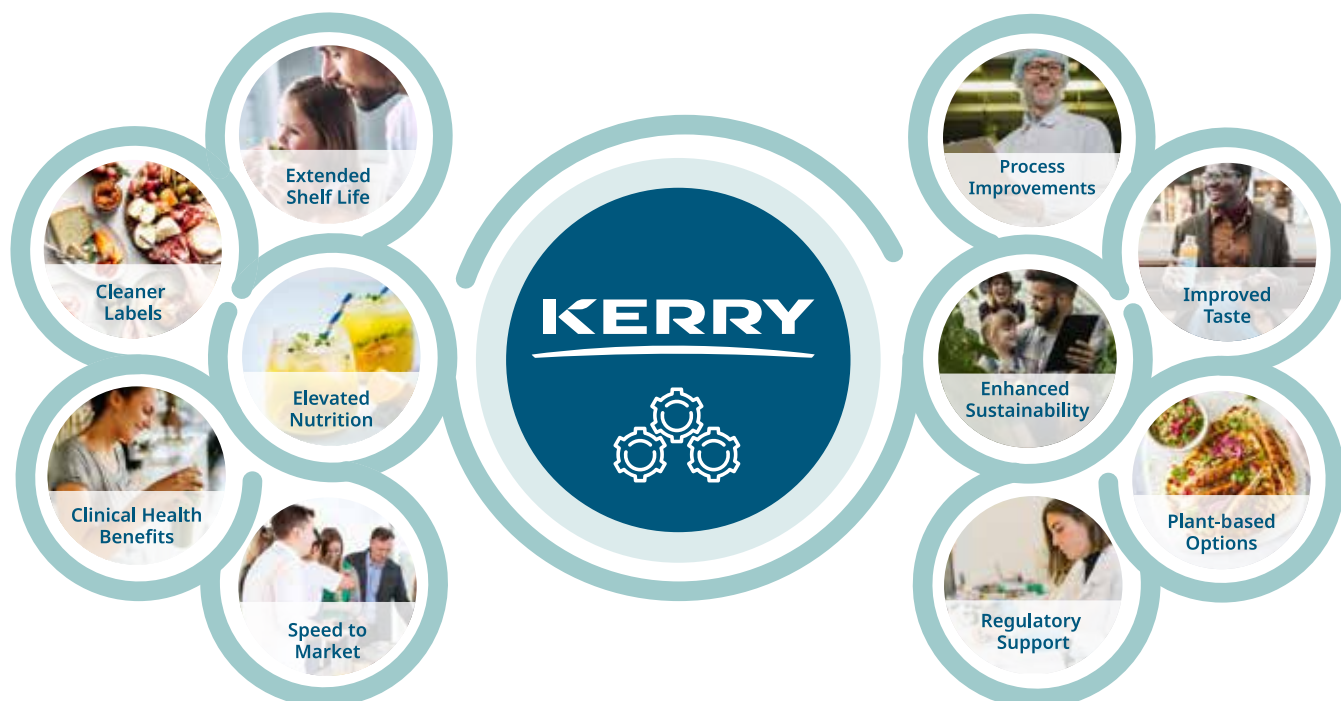 Extended
Shelf Life
Cleaner
Labels
Elevated
Nutrition
Clinical Health
Benefits
Speed to
Market
KERRY
Process
Improvements
Improved
Taste
Enhanced
Sustainability
Plant-based
Options
Regulatory
Support